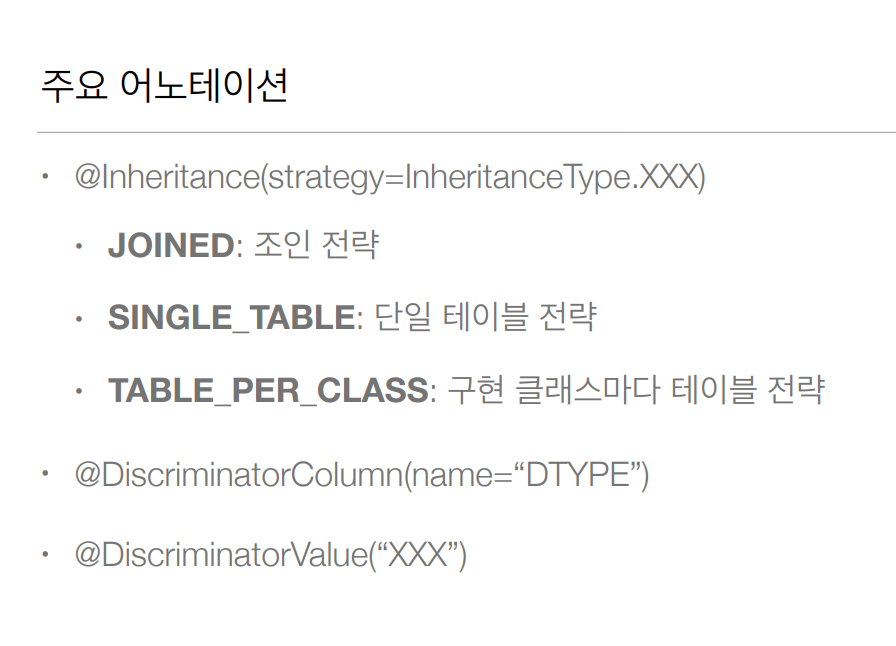 주요 어노테이션
• @Inheritance(strategy=InheritanceType.XXX)
• JOINED: 조인 전략
• SINGLE_TABLE: 단일 테이블 전략
• TABLE_PER_CLASS: 구현 클래스마다 테이블 전략
• @DiscriminatorColumn(name=“DTYPE”)
• @DiscriminatorValue(“XXX”)